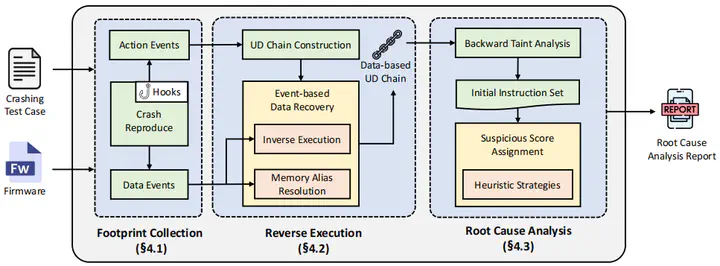 Crashing
Test Case
Fw
Firmware
Action Events
Hooks
Crash
Reproduce
Data Events
Footprint Collection
(§4.1)
UD Chain Construction
Event-based
Data Recovery
Inverse Execution
Memory Alias
Resolution
Reverse Execution
(§4.2)
Data-based
UD Chain
Backward Taint Analysis
Initial Instruction Set
Suspicious Score
Assignment
Heuristic Strategies
Root Cause Analysis
(§4.3)
REPORT
Root Cause
Analysis Report